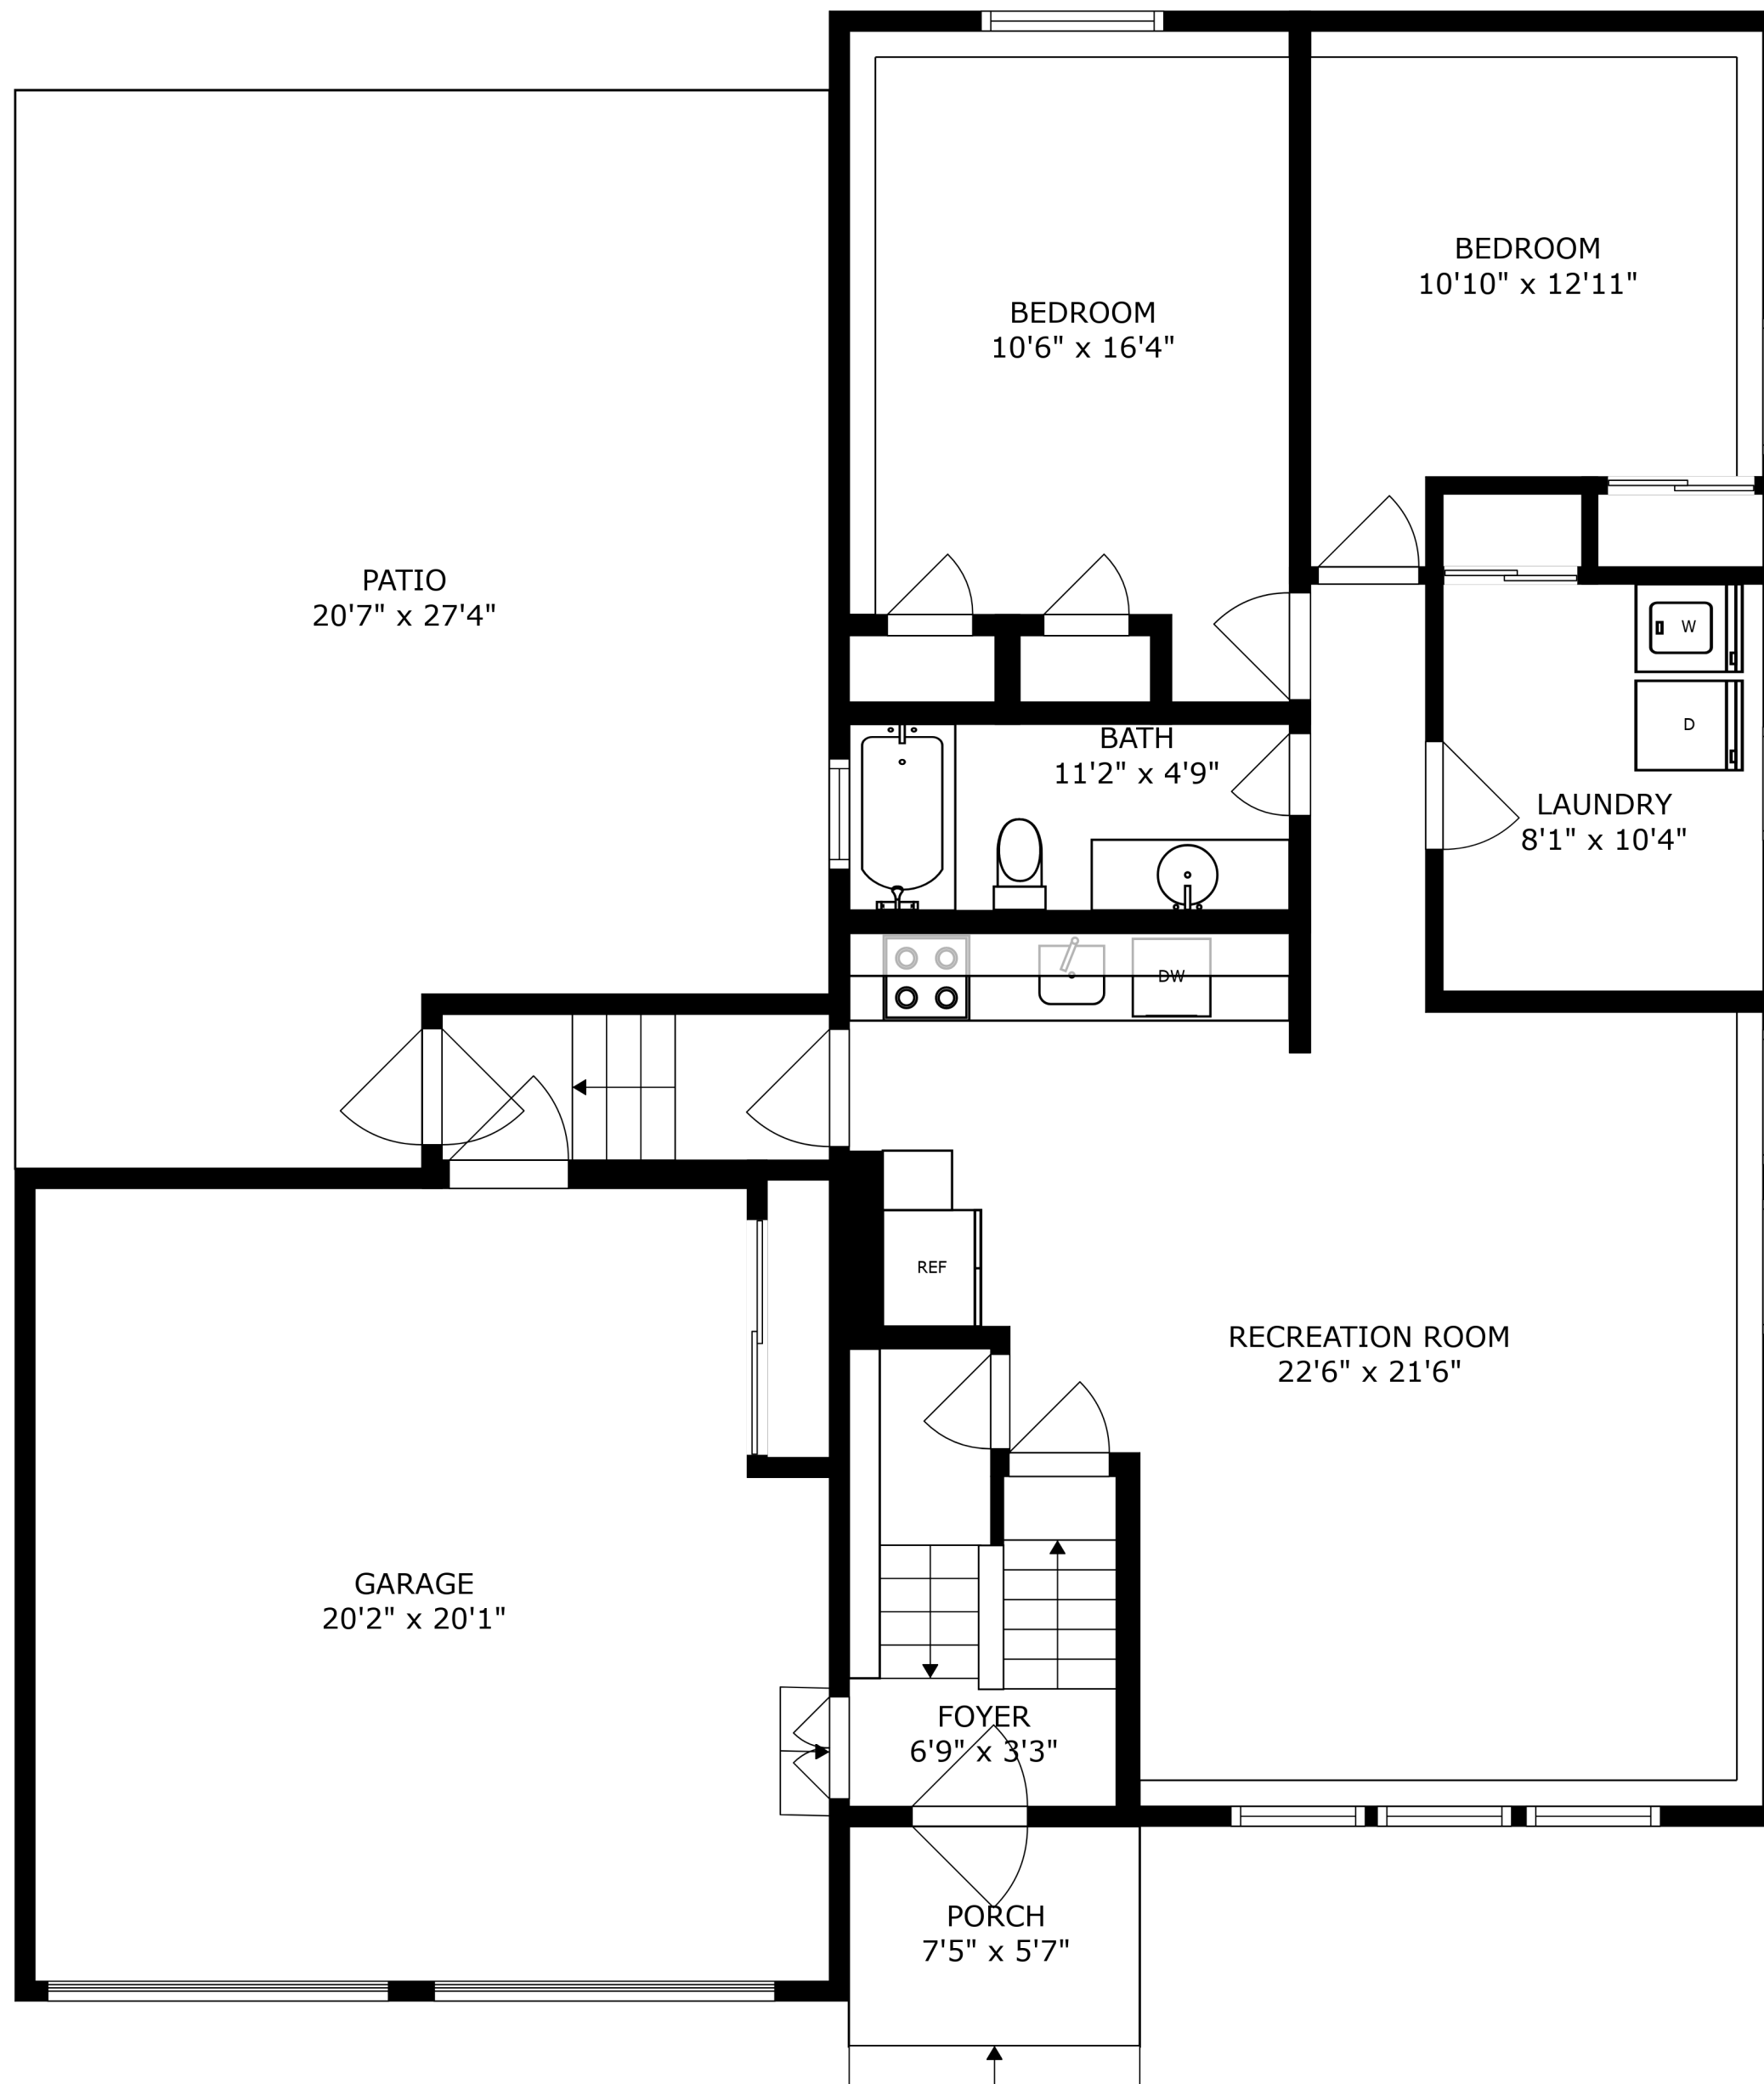 BEDROOM
10'10" x 12'11"
BEDROOM
10'6" x 16'4"
PATIO
20'7" x 27'4"
W
D
BATH
11'2" x 4'9"
LAUNDRY
8'1" x 10'4"
DW
REF
RECREATION ROOM
22'6" x 21'6"
GARAGE
20'2" x 20'1"
FOYER
6'9" x 3'3"
PORCH
7'5" x 5'7"